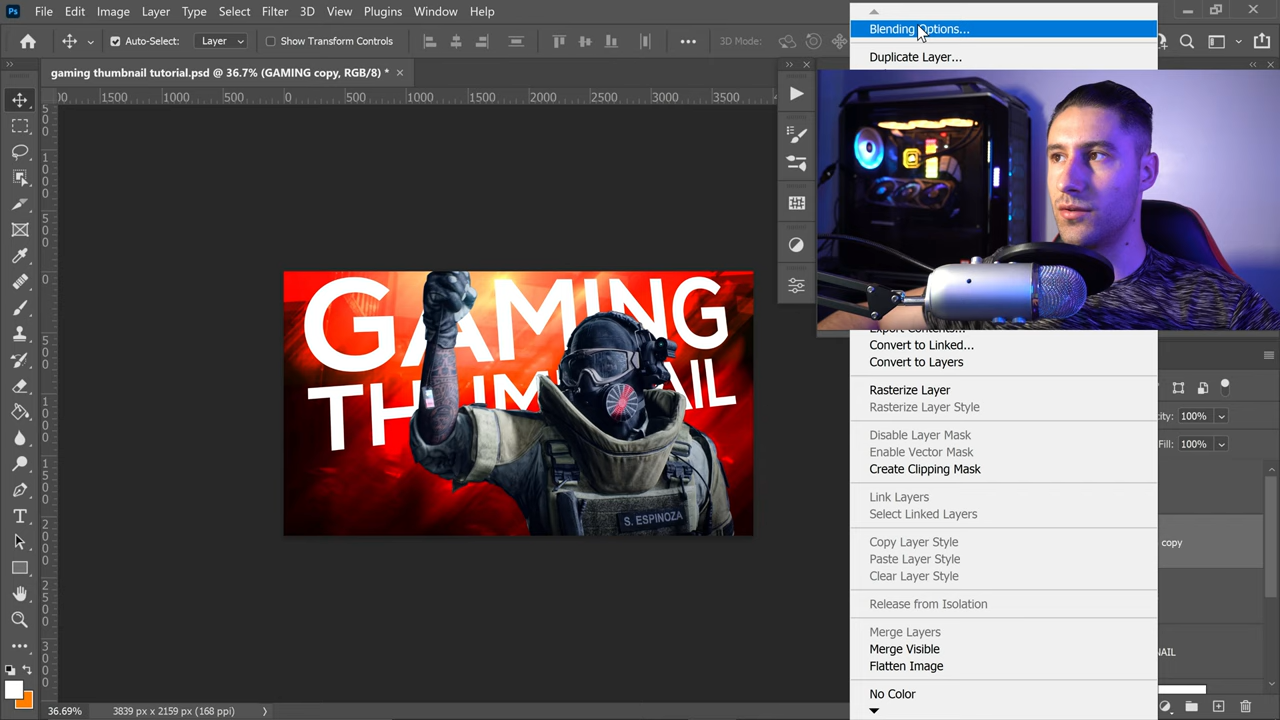 Ps File Edit Image Layer Type Select Filter 3D View Plugins Window Help
Auto-Select: Layer Show Transform Controls ••• 3D Mode:
gaming thumbnail tutorial.psd @ 36.7% (GAMING copy, RGB/8) * ×
1500 1000 500 0 500 1000 1500 2000 2500 3000 3500
GAMING
THUM AIL
S. ESPINOZA
Blending Options...
Duplicate Layer...
Export Contents...
Convert to Linked...
Convert to Layers
Rasterize Layer
Rasterize Layer Style
Disable Layer Mask
Enable Vector Mask
Create Clipping Mask
Link Layers
Select Linked Layers
Copy Layer Style
Paste Layer Style
Clear Layer Style
Release from Isolation
Merge Layers
Merge Visible
Flatten Image
No Color
100%
Fill: 100%
copy
AIL
36.69% 3839 px x 2159 px (168 ppi)